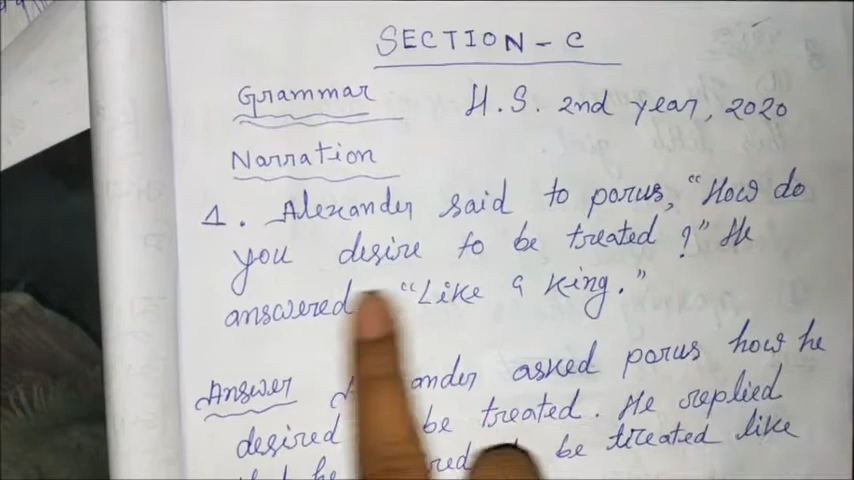 SECTION - C
Grammar H.S. 2nd year, 2020
Narration
1. Alexander said to porus, "How do
you desire to be treated ?" He
answered "Like a king."
Answer asked porus how he
desired be treated. He replied
be treated like